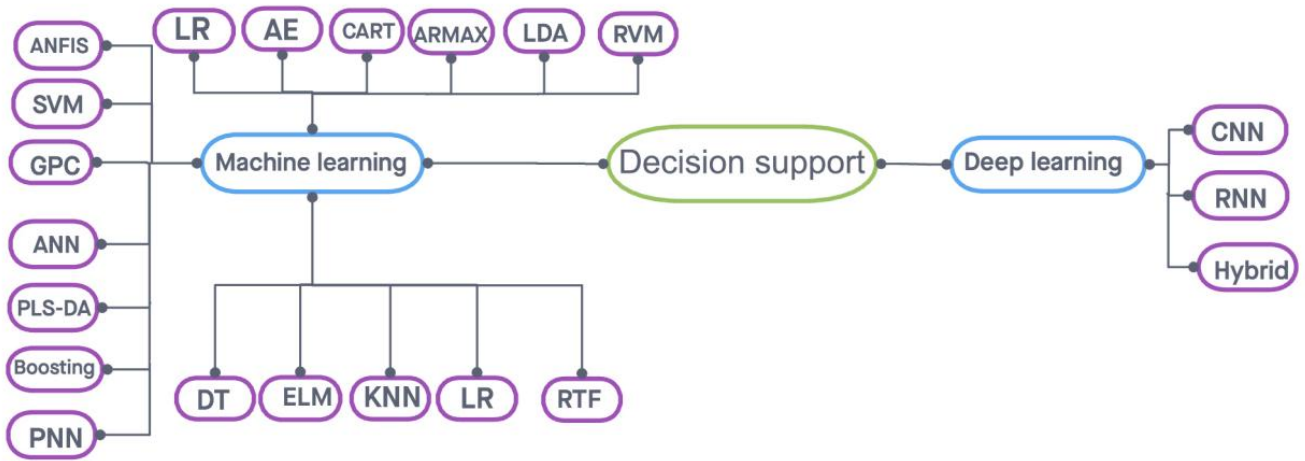 LR
AE
CART
ARMAX
LDA
RVM
ANFIS
SVM
GPC
ANN
PLS-DA
Boosting
PNN
Machine learning
Decision support
Deep learning
CNN
RNN
Hybrid
DT
ELM
KNN
LR
RTF